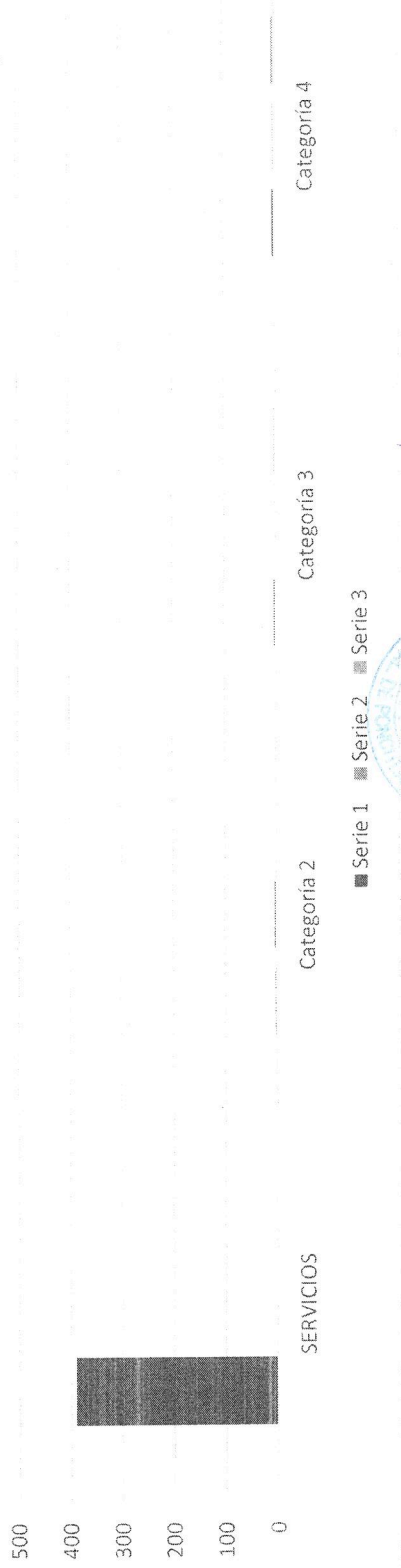 500
400
300
200
100
0
SERVICIOS
Categoría 2
Categoría 3
Categoría 4
Serie 1
Serie 2
Serie 3